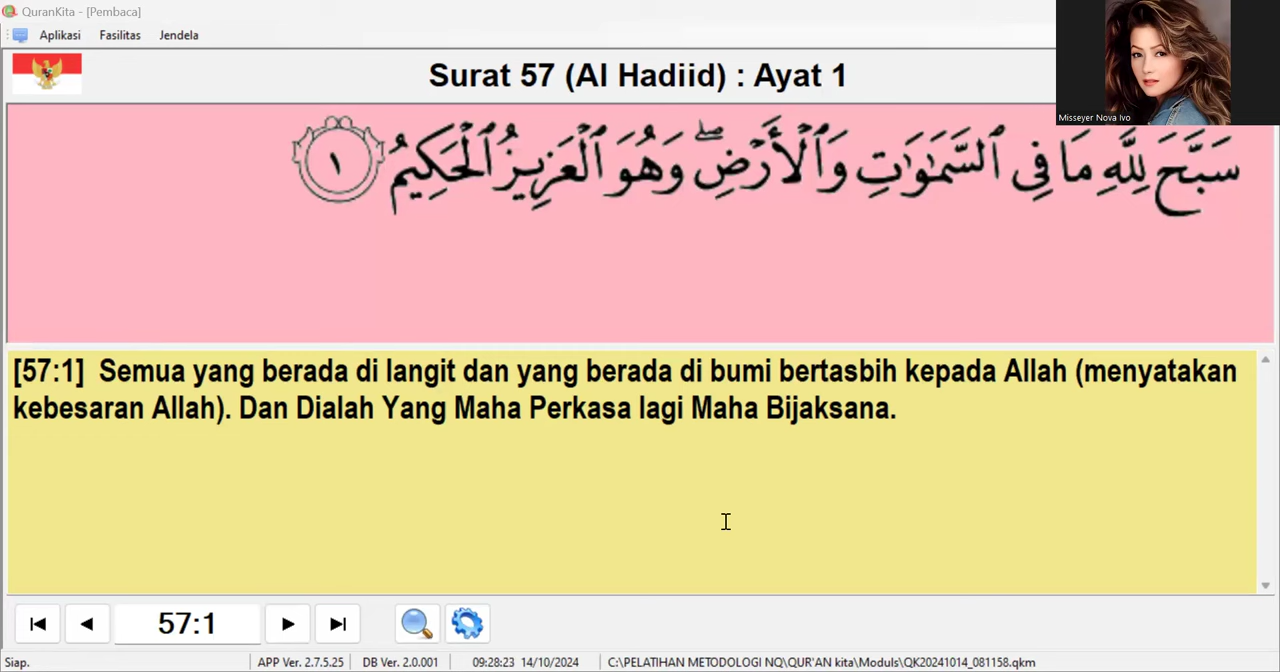 QuranKita - [Pembaca]
Aplikasi Fasilitas Jendela
Surat 57 (Al Hadiid) : Ayat 1
Misseyer Nova Ivo
سَبَّحَ لِلَّهِ مَا فِي ٱلسَّمَٰوَٰتِ وَٱلْأَرْضِۖ وَهُوَ ٱلْعَزِيزُ ٱلْحَكِيمُ ١
[57:1] Semua yang berada di langit dan yang berada di bumi bertasbih kepada Allah (menyatakan
kebesaran Allah). Dan Dialah Yang Maha Perkasa lagi Maha Bijaksana.
57:1
Siap. APP Ver. 2.7.5.25 DB Ver. 2.0.001 09:28:23 14/10/2024 C:\PELATIHAN METODOLOGI NQ\QUR'AN kita\Moduls\QK20241014_081158.qkm